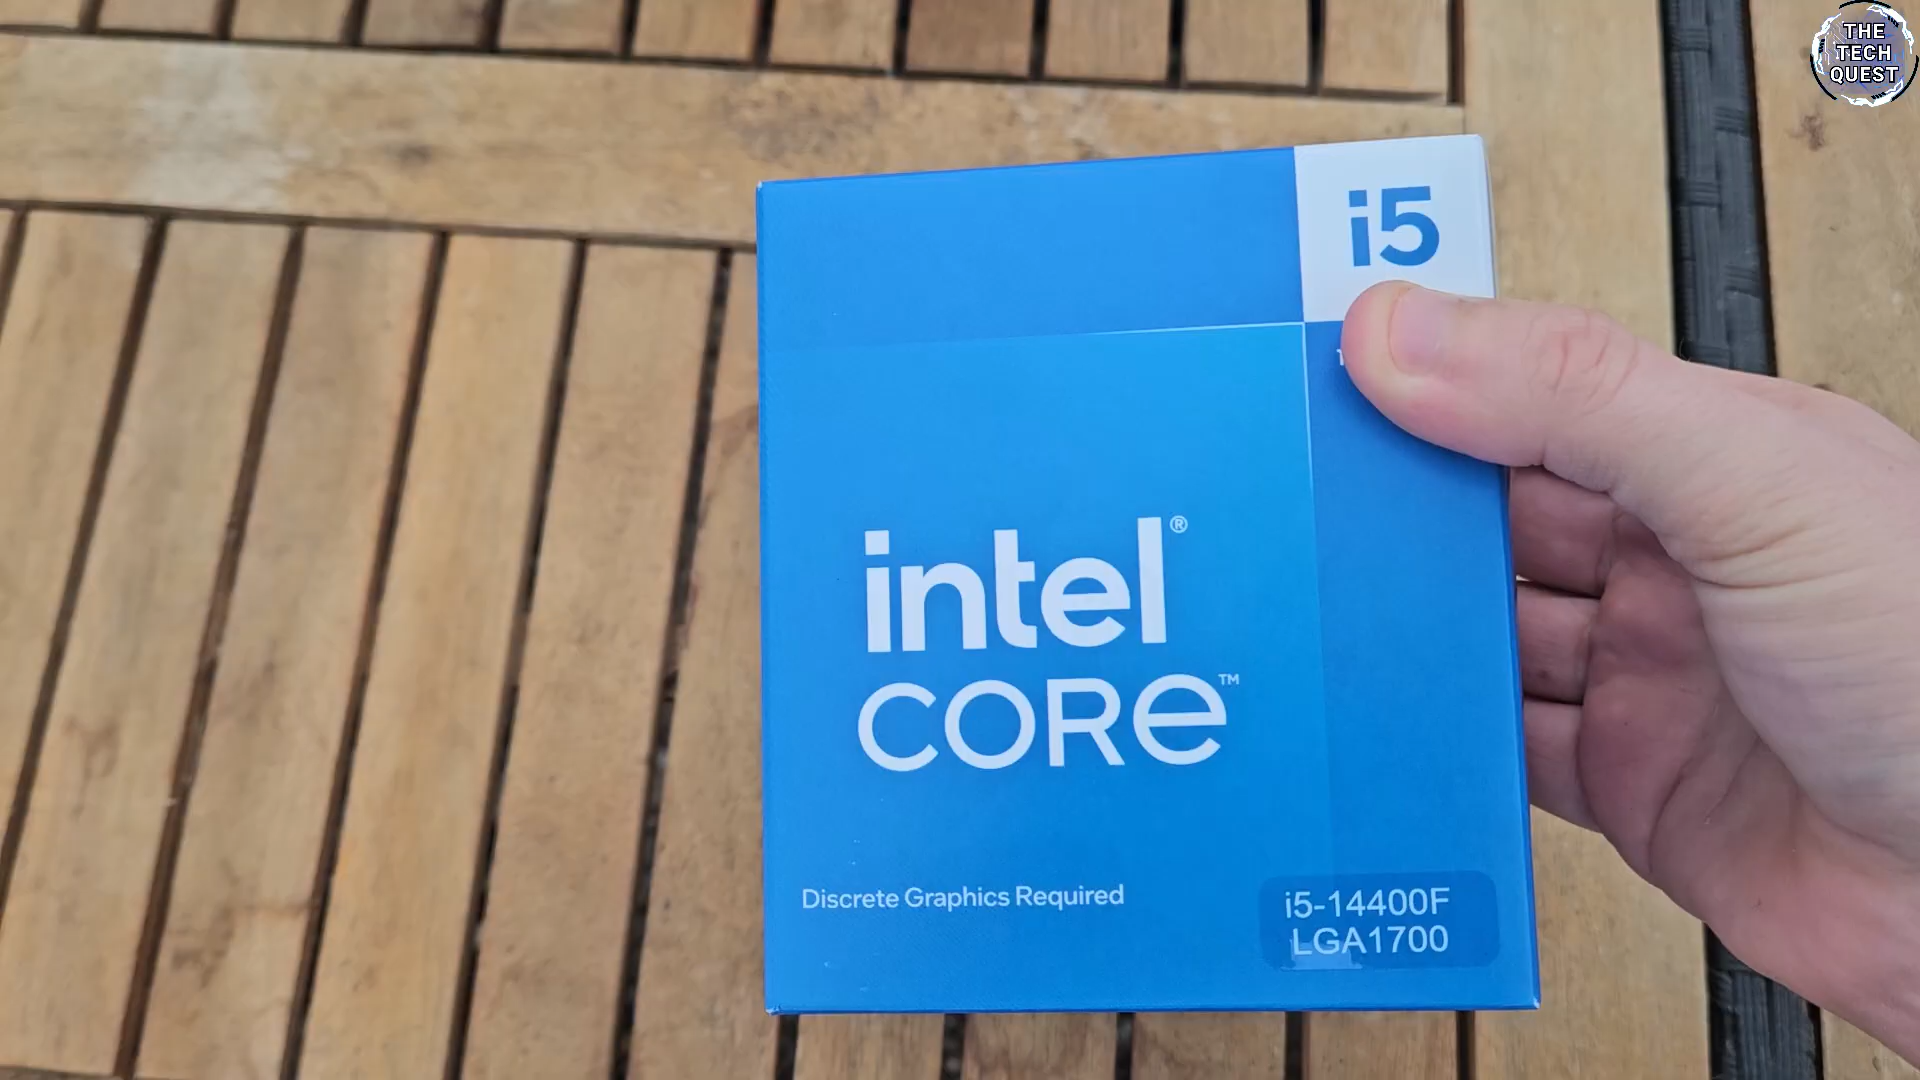 THE
TECH
QUEST
i5
intel®
CORE™
Discrete Graphics Required
i5-14400F
LGA1700